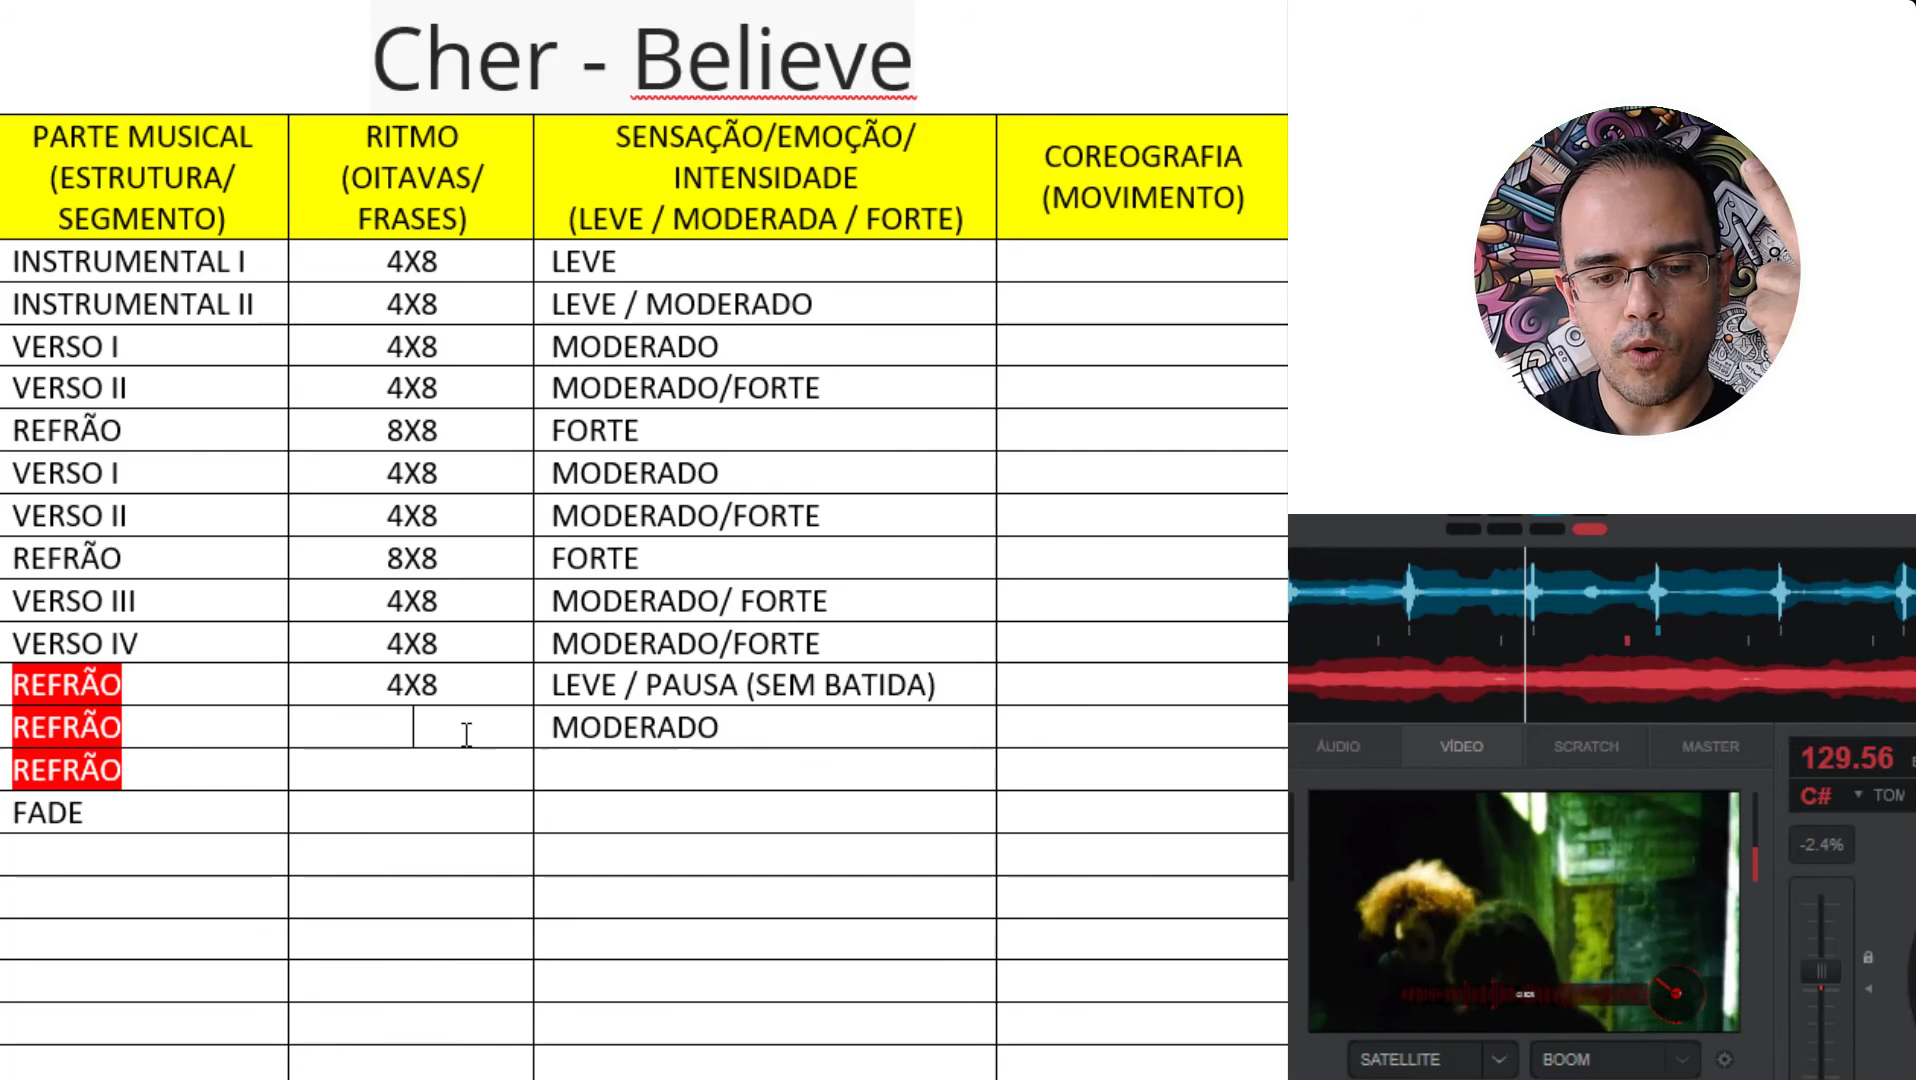 Cher - Believe
PARTE MUSICAL
(ESTRUTURA/
SEGMENTO)
RITMO
(OITAVAS/
FRASES)
SENSAÇÃO/EMOÇÃO/
INTENSIDADE
(LEVE / MODERADA / FORTE)
COREOGRAFIA
(MOVIMENTO)
INSTRUMENTAL I 4X8 LEVE
INSTRUMENTAL II 4X8 LEVE / MODERADO
VERSO I 4X8 MODERADO
VERSO II 4X8 MODERADO/FORTE
REFRÃO 8X8 FORTE
VERSO I 4X8 MODERADO
VERSO II 4X8 MODERADO/FORTE
REFRÃO 8X8 FORTE
VERSO III 4X8 MODERADO/ FORTE
VERSO IV 4X8 MODERADO/FORTE
REFRÃO 4X8 LEVE / PAUSA (SEM BATIDA)
REFRÃO MODERADO
REFRÃO
FADE
ÁUDIO VÍDEO SCRATCH MASTER
129.56
C# TOM
-2.4%
SATELLITE BOOM